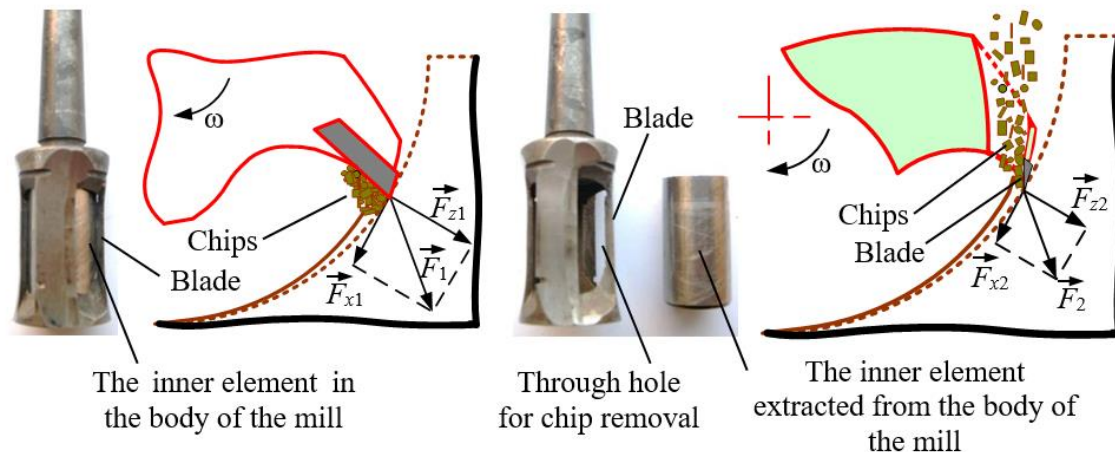 ω
Chips
Blade
F⃗z1
F⃗1
F⃗x1
The inner element in
the body of the mill
Blade
Through hole
for chip removal
ω
Chips
Blade
F⃗z2
F⃗x2
F⃗2
The inner element
extracted from the body of
the mill